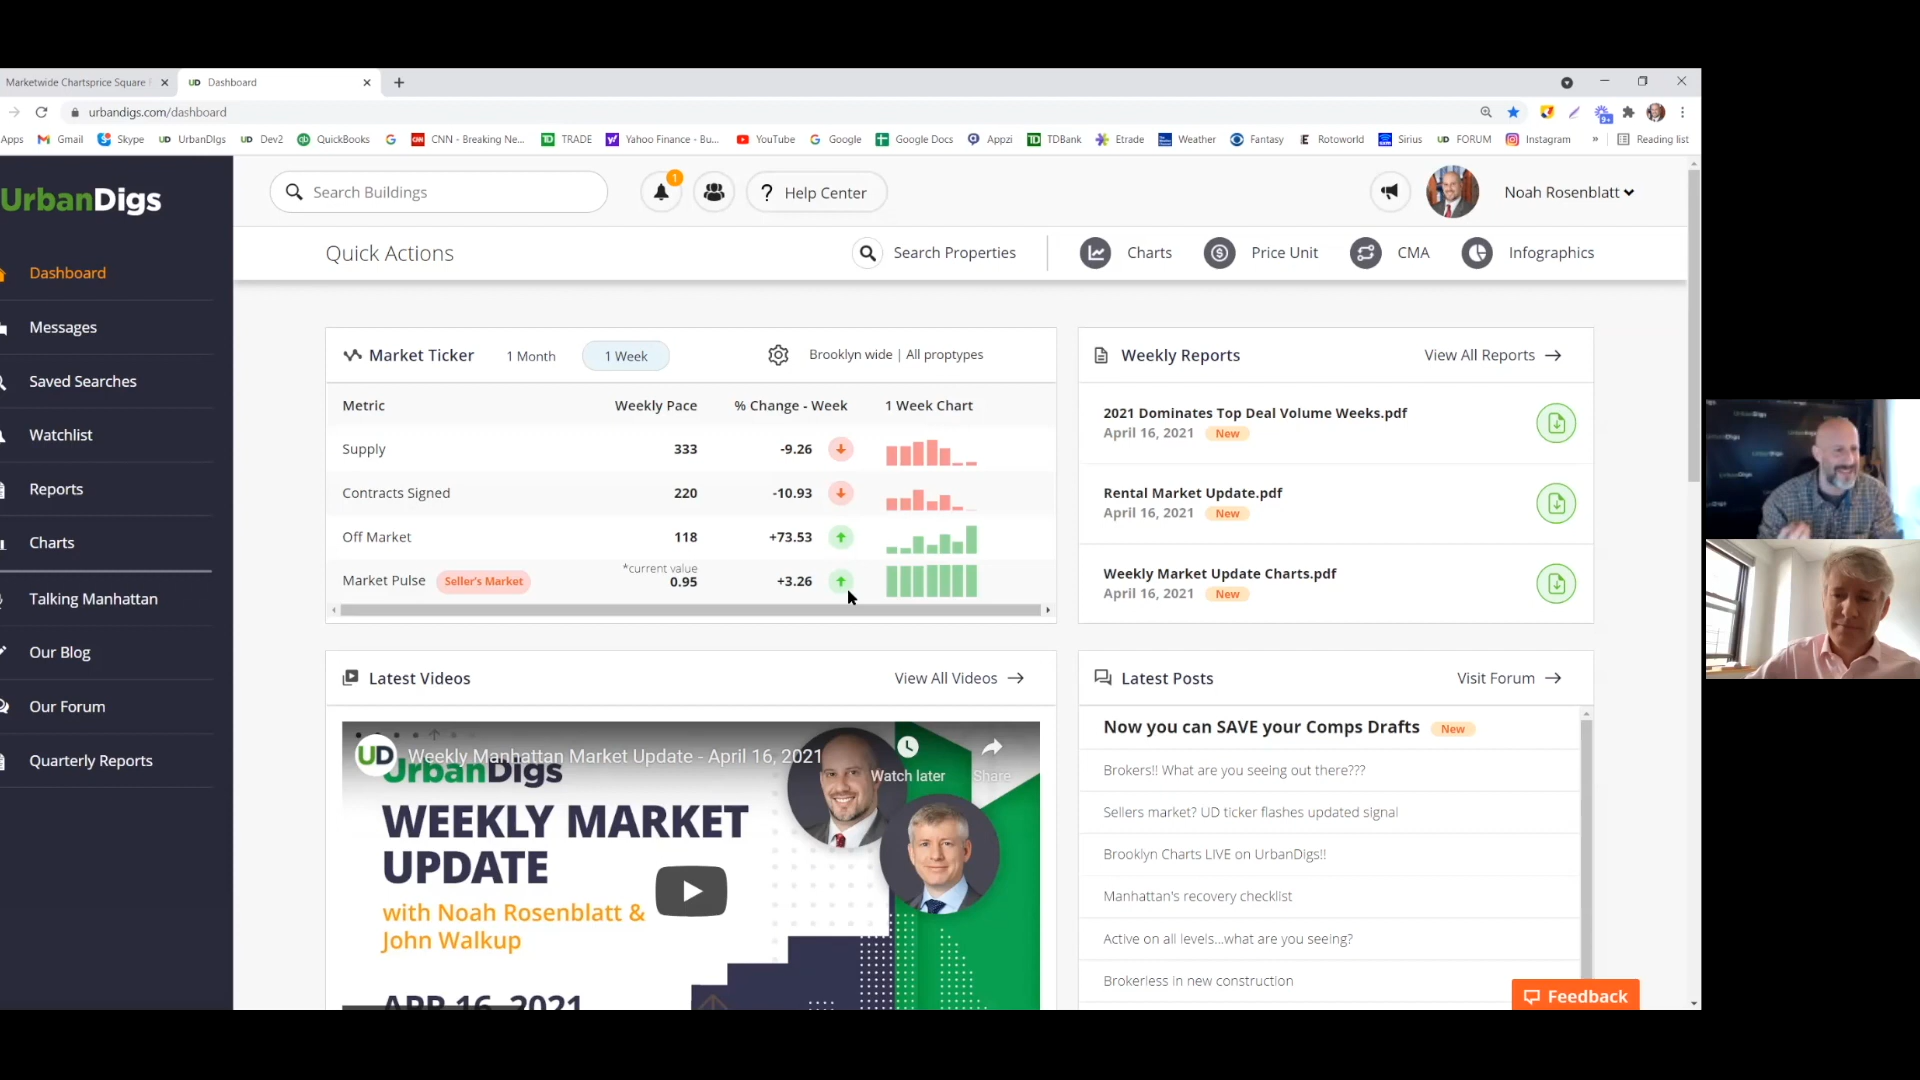 Marketwide Chartsprice Square
UD Dashboard
urbandigs.com/dashboard
Apps Gmail Skype UD UrbanDIgs UD Dev2 QuickBooks CNN - Breaking Ne... TRADE Yahoo Finance - Bu... YouTube Google Google Docs Appzi TDBank Etrade Weather Fantasy Rotoworld Sirius UD FORUM Instagram » Reading list
UrbanDigs
Search Buildings
1
? Help Center
Noah Rosenblatt
Quick Actions
Search Properties
Charts
Price Unit
CMA
Infographics
Dashboard
Messages
Saved Searches
Watchlist
Reports
Charts
Talking Manhattan
Our Blog
Our Forum
Quarterly Reports
Market Ticker 1 Month 1 Week Brooklyn wide | All proptypes
Metric Weekly Pace % Change - Week 1 Week Chart
Supply 333 -9.26
Contracts Signed 220 -10.93
Off Market 118 +73.53
*current value
Market Pulse Seller's Market 0.95 +3.26
Weekly Reports View All Reports
2021 Dominates Top Deal Volume Weeks.pdf
April 16, 2021 New
Rental Market Update.pdf
April 16, 2021 New
Weekly Market Update Charts.pdf
April 16, 2021 New
Latest Videos View All Videos
UD Weekly Manhattan Market Update - April 16, 2021
Watch later Share
UrbanDigs
WEEKLY MARKET
UPDATE
with Noah Rosenblatt &
John Walkup
APR 16, 2021
Latest Posts Visit Forum
Now you can SAVE your Comps Drafts New
Brokers!! What are you seeing out there???
Sellers market? UD ticker flashes updated signal
Brooklyn Charts LIVE on UrbanDigs!!
Manhattan's recovery checklist
Active on all levels...what are you seeing?
Brokerless in new construction
Feedback